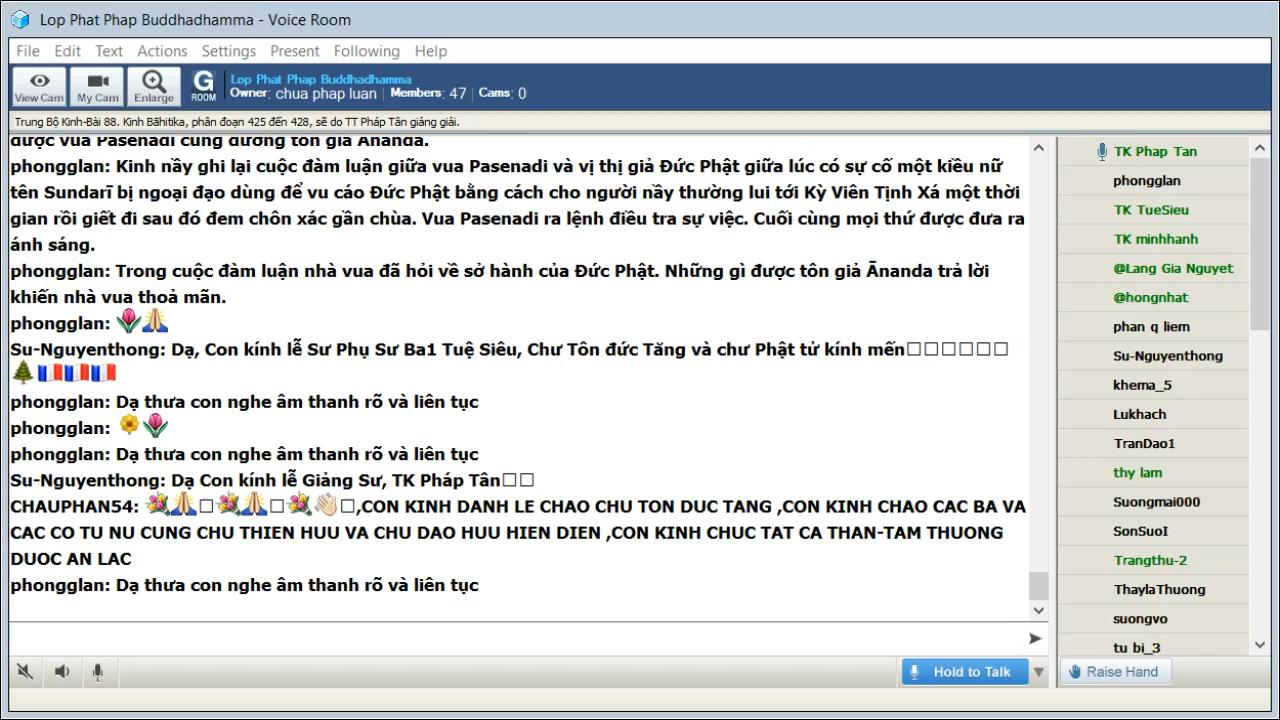 Lop Phat Phap Buddhadhamma - Voice Room
File Edit Text Actions Settings Present Following Help
View Cam My Cam Enlarge G ROOM
Lop Phat Phap Buddhadhamma
Owner: chua phap luan | Members: 47 | Cams: 0
Trung Bộ Kinh-Bài 88. Kinh Bāhitika, phân đoạn 425 đến 428, sẽ do TT Pháp Tân giảng giải.
được vua Pasenadi cúng dường tôn giả Ānanda.
phongglan: Kinh nầy ghi lại cuộc đàm luận giữa vua Pasenadi và vị thị giả Đức Phật giữa lúc có sự cố một kiều nữ
tên Sundarī bị ngoại đạo dùng để vu cáo Đức Phật bằng cách cho người nầy thường lui tới Kỳ Viên Tịnh Xá một thời
gian rồi giết đi sau đó đem chôn xác gần chùa. Vua Pasenadi ra lệnh điều tra sự việc. Cuối cùng mọi thứ được đưa ra
ánh sáng.
phongglan: Trong cuộc đàm luận nhà vua đã hỏi về sở hành của Đức Phật. Những gì được tôn giả Ānanda trả lời
khiến nhà vua thoả mãn.
phongglan: 🌷🙏
Su-Nguyenthong: Dạ, Con kính lễ Sư Phụ Sư Ba1 Tuệ Siêu, Chư Tôn đức Tăng và chư Phật tử kính mến□□□□□□
🌲🇫🇷🇫🇷🇫🇷
phongglan: Dạ thưa con nghe âm thanh rõ và liên tục
phongglan: 🌼🌷
phongglan: Dạ thưa con nghe âm thanh rõ và liên tục
Su-Nguyenthong: Dạ Con kính lễ Giảng Sư, TK Pháp Tân□□
CHAUPHAN54: 💐🙏□💐🙏□💐👏□,CON KINH DANH LE CHAO CHU TON DUC TANG ,CON KINH CHAO CAC BA VA
CAC CO TU NU CUNG CHU THIEN HUU VA CHU DAO HUU HIEN DIEN ,CON KINH CHUC TAT CA THAN-TAM THUONG
DUOC AN LAC
phongglan: Dạ thưa con nghe âm thanh rõ và liên tục
TK Phap Tan
phongglan
TK TueSieu
TK minhhanh
@Lang Gia Nguyet
@hongnhat
phan q liem
Su-Nguyenthong
khema_5
Lukhach
TranDao1
thy lam
Suongmai000
SonSuoI
Trangthu-2
ThaylaThuong
suongvo
tu bi_3
Hold to Talk
Raise Hand